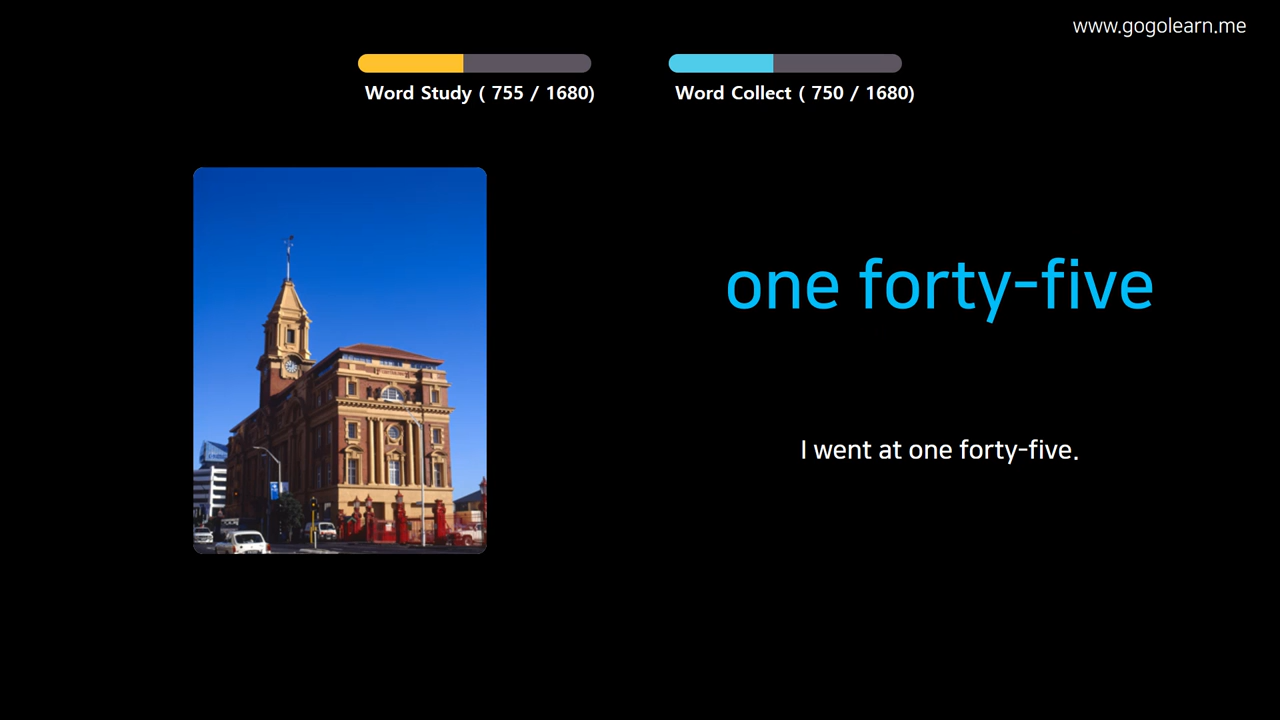 www.gogolearn.me
Word Study ( 755 / 1680)
Word Collect ( 750 / 1680)
one forty-five
I went at one forty-five.